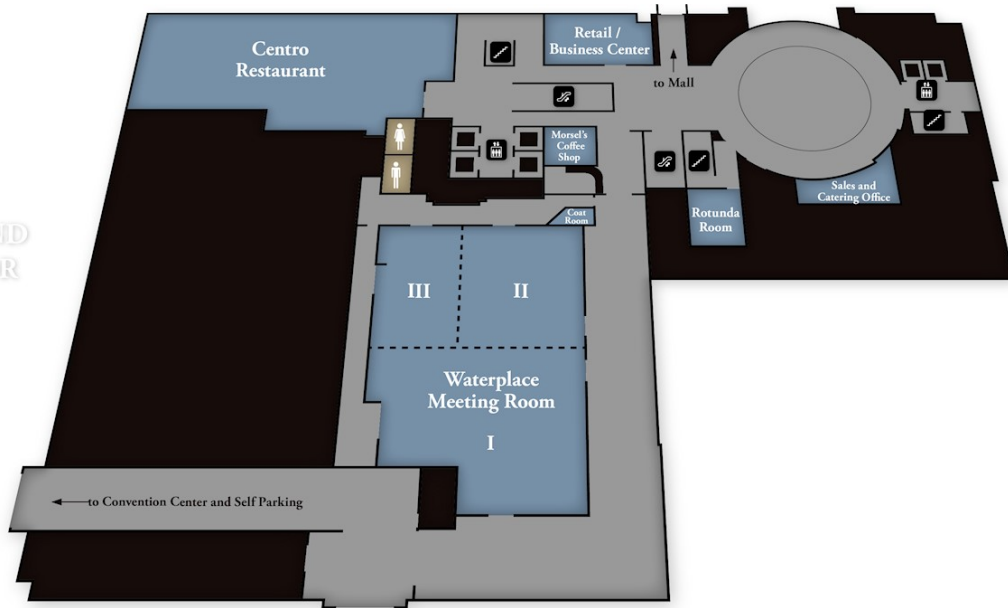 Centro
Restaurant
Retail /
Business Center
to Mall
Morsel's
Coffee
Shop
Sales and
Catering Office
Rotunda
Room
Coat
Room
III
II
Waterplace
Meeting Room
I
to Convention Center and Self Parking